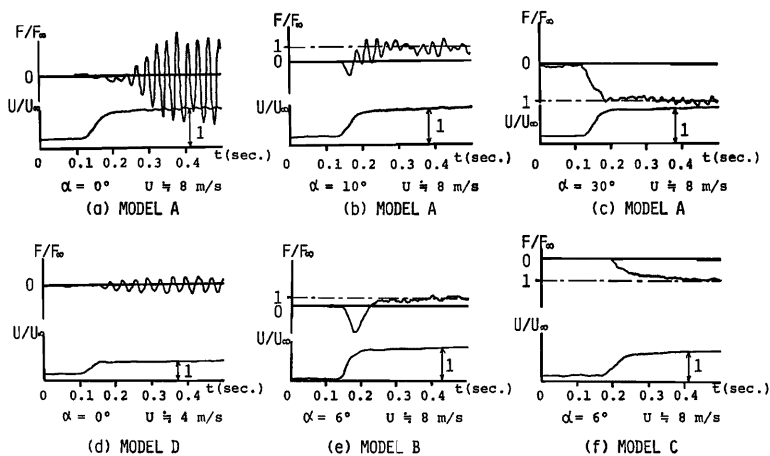 F/F∞
0
U/U∞
1
0 0.1 0.2 0.3 0.4 t(sec.)
α = 0° U ≒ 8 m/s
(a) MODEL A
F/F∞
1
0
U/U∞
1
0 0.1 0.2 0.3 0.4 t(sec.)
α = 10° U ≒ 8 m/s
(b) MODEL A
F/F∞
0
1
U/U∞
1
0 0.1 0.2 0.3 0.4 t(sec.)
α = 30° U ≒ 8 m/s
(c) MODEL A
F/F∞
0
U/U∞
1
0 0.1 0.2 0.3 0.4 t(sec.)
α = 0° U ≒ 4 m/s
(d) MODEL D
F/F∞
1
0
U/U∞
1
0 0.1 0.2 0.3 0.4 t(sec.)
α = 6° U ≒ 8 m/s
(e) MODEL B
F/F∞
0
1
U/U∞
1
0 0.1 0.2 0.3 0.4 t(sec.)
α = 6° U ≒ 8 m/s
(f) MODEL C